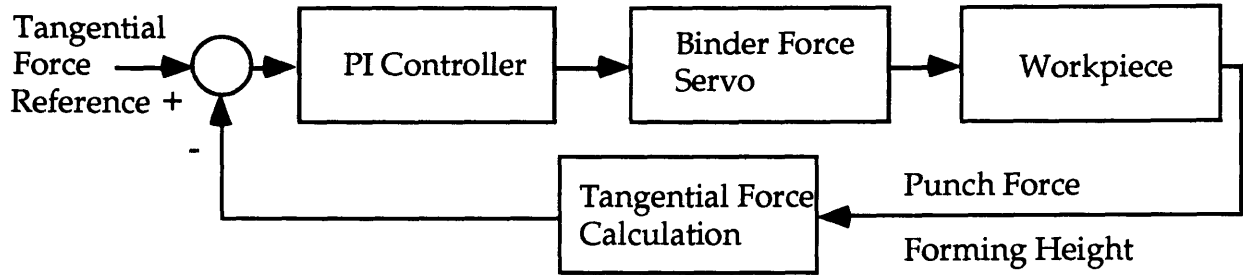 Tangential
Force
Reference +
-
PI Controller
Binder Force
Servo
Workpiece
Tangential Force
Calculation
Punch Force
Forming Height